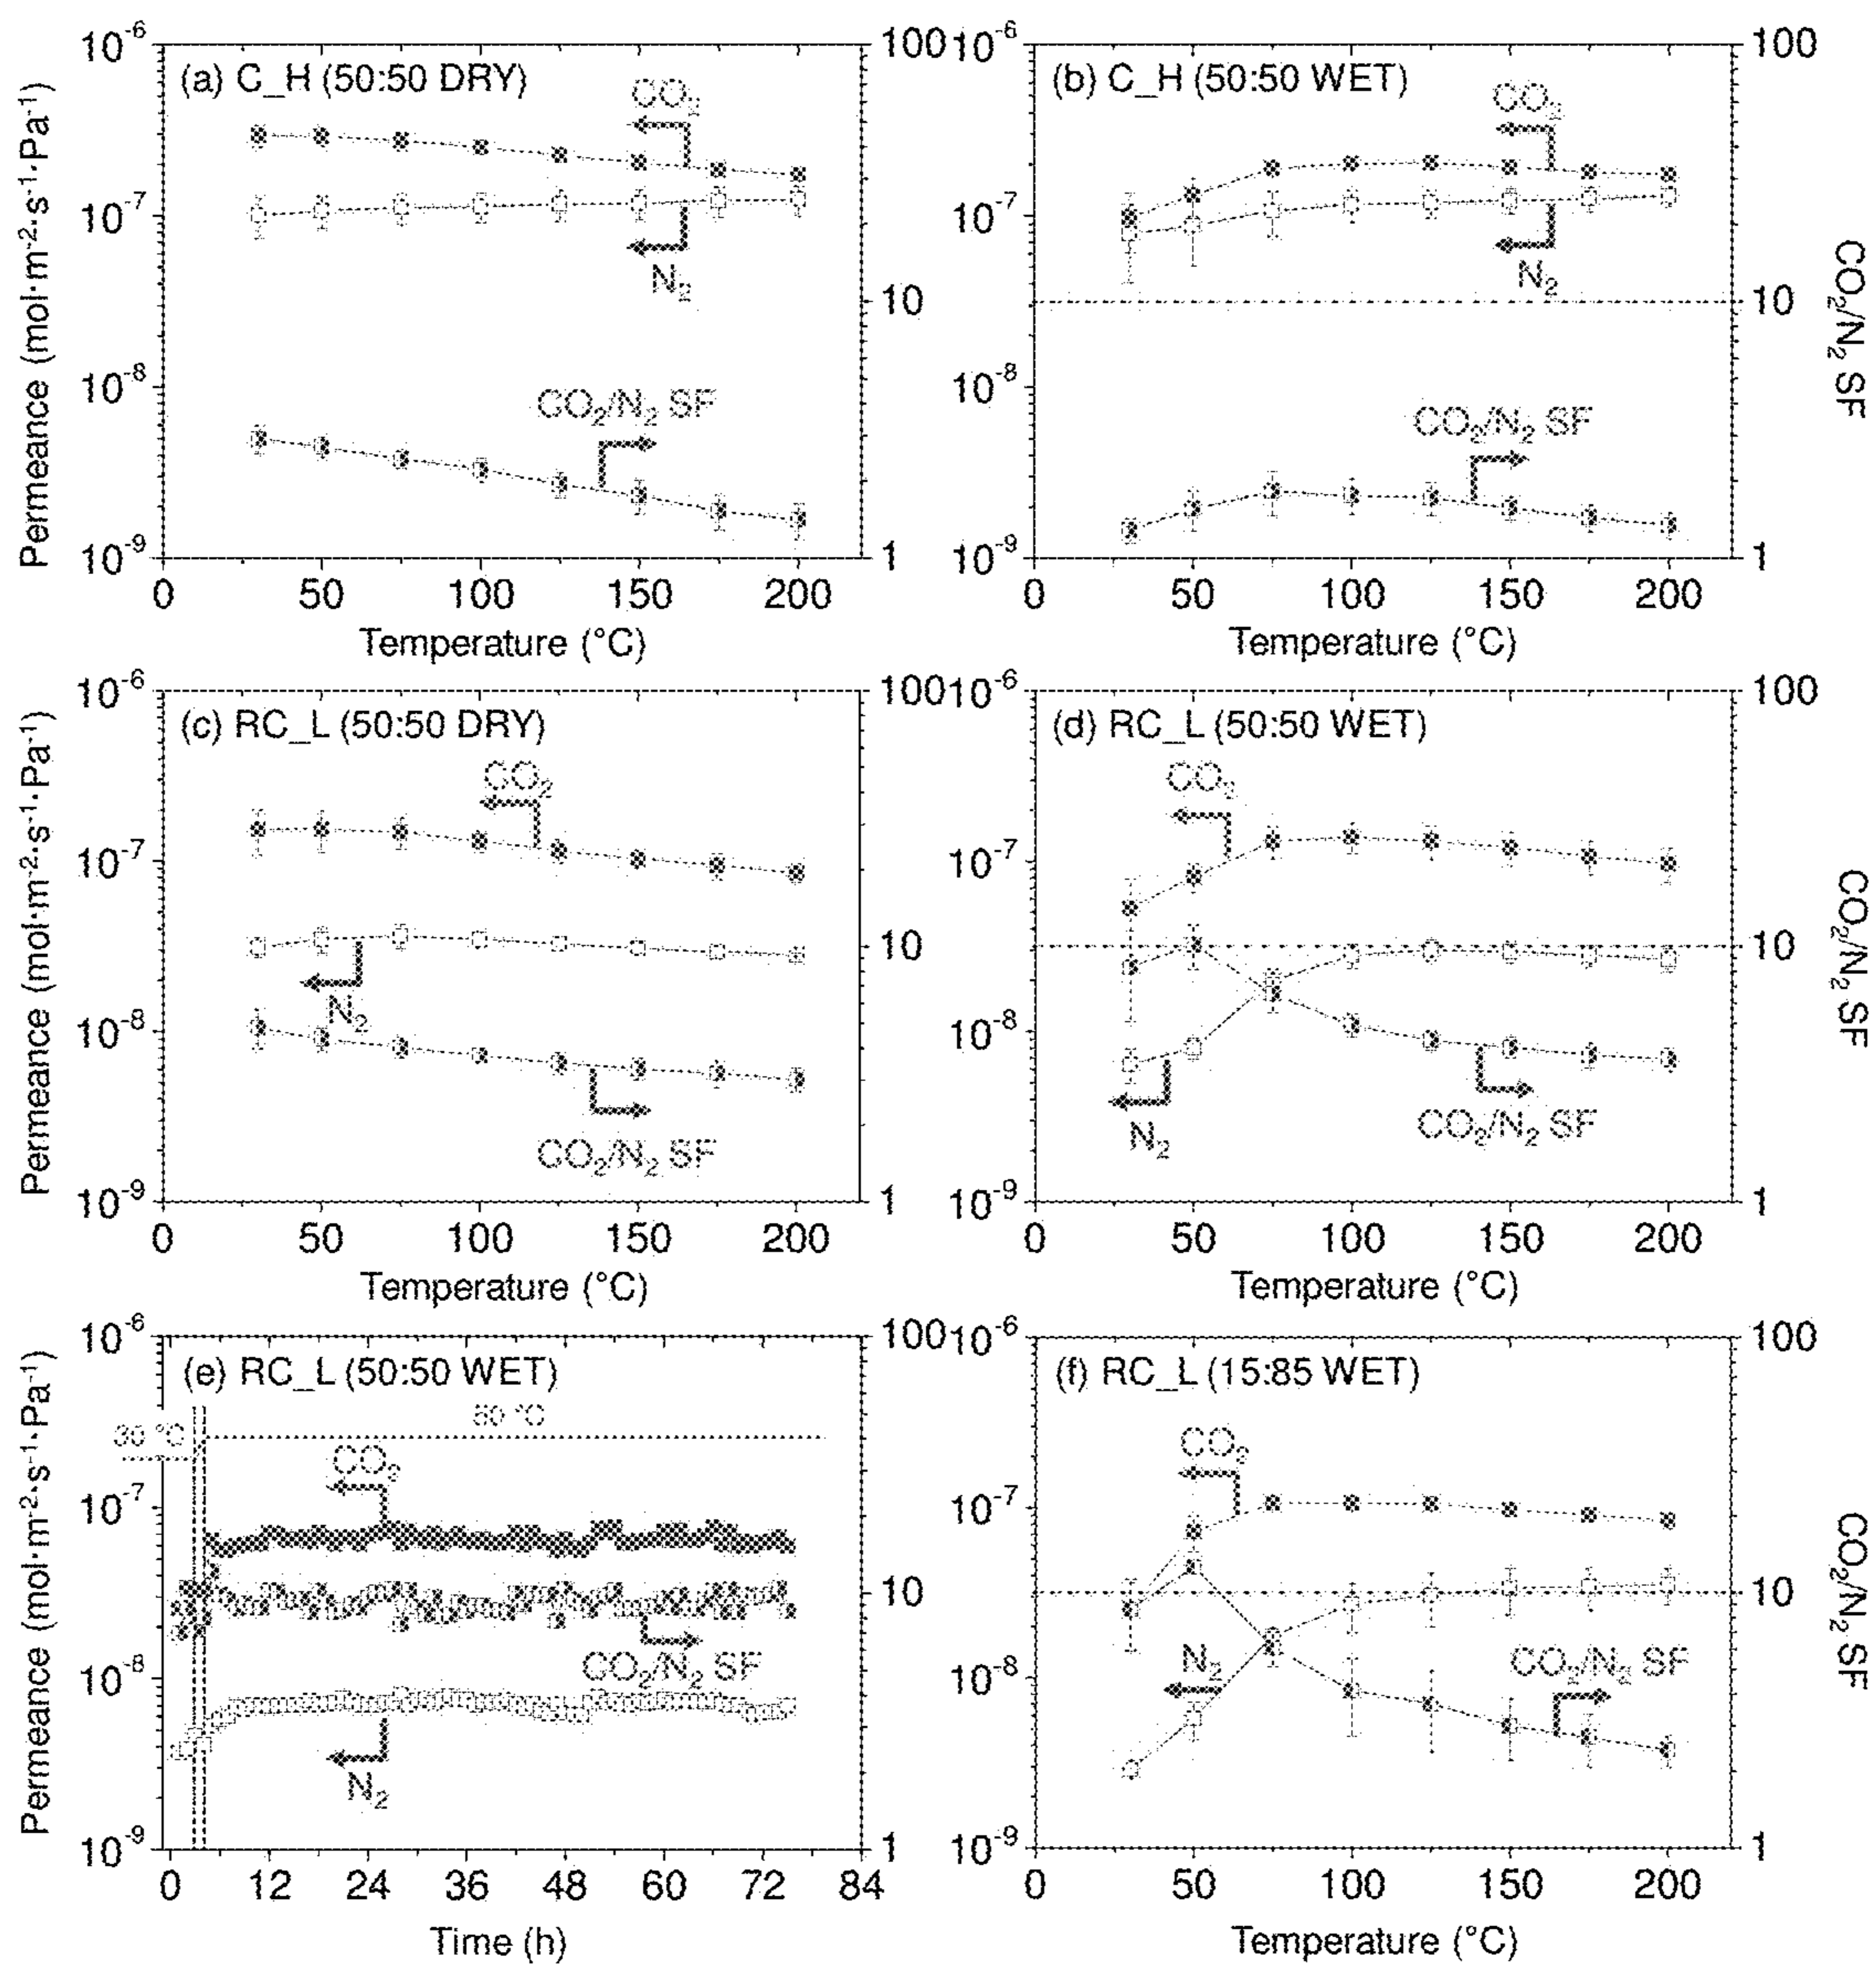 (a) C_H (50:50 DRY)
CO₂
N₂
CO₂/N₂ SF
10⁻⁶
10⁻⁷
10⁻⁸
10⁻⁹
100
10
1
0 50 100 150 200
Temperature (°C)
Permeance (mol·m⁻²·s⁻¹·Pa⁻¹)
(b) C_H (50:50 WET)
CO₂
N₂
CO₂/N₂ SF
10⁻⁶
10⁻⁷
10⁻⁸
10⁻⁹
100
10
1
0 50 100 150 200
Temperature (°C)
CO₂/N₂ SF
(c) RC_L (50:50 DRY)
CO₂
N₂
CO₂/N₂ SF
10⁻⁶
10⁻⁷
10⁻⁸
10⁻⁹
100
10
1
0 50 100 150 200
Temperature (°C)
Permeance (mol·m⁻²·s⁻¹·Pa⁻¹)
(d) RC_L (50:50 WET)
CO₂
N₂
CO₂/N₂ SF
10⁻⁶
10⁻⁷
10⁻⁸
10⁻⁹
100
10
1
0 50 100 150 200
Temperature (°C)
CO₂/N₂ SF
(e) RC_L (50:50 WET)
30 °C
50 °C
CO₂
CO₂/N₂ SF
N₂
10⁻⁶
10⁻⁷
10⁻⁸
10⁻⁹
100
10
1
0 12 24 36 48 60 72 84
Time (h)
Permeance (mol·m⁻²·s⁻¹·Pa⁻¹)
(f) RC_L (15:85 WET)
CO₂
N₂
CO₂/N₂ SF
10⁻⁶
10⁻⁷
10⁻⁸
10⁻⁹
100
10
1
0 50 100 150 200
Temperature (°C)
CO₂/N₂ SF